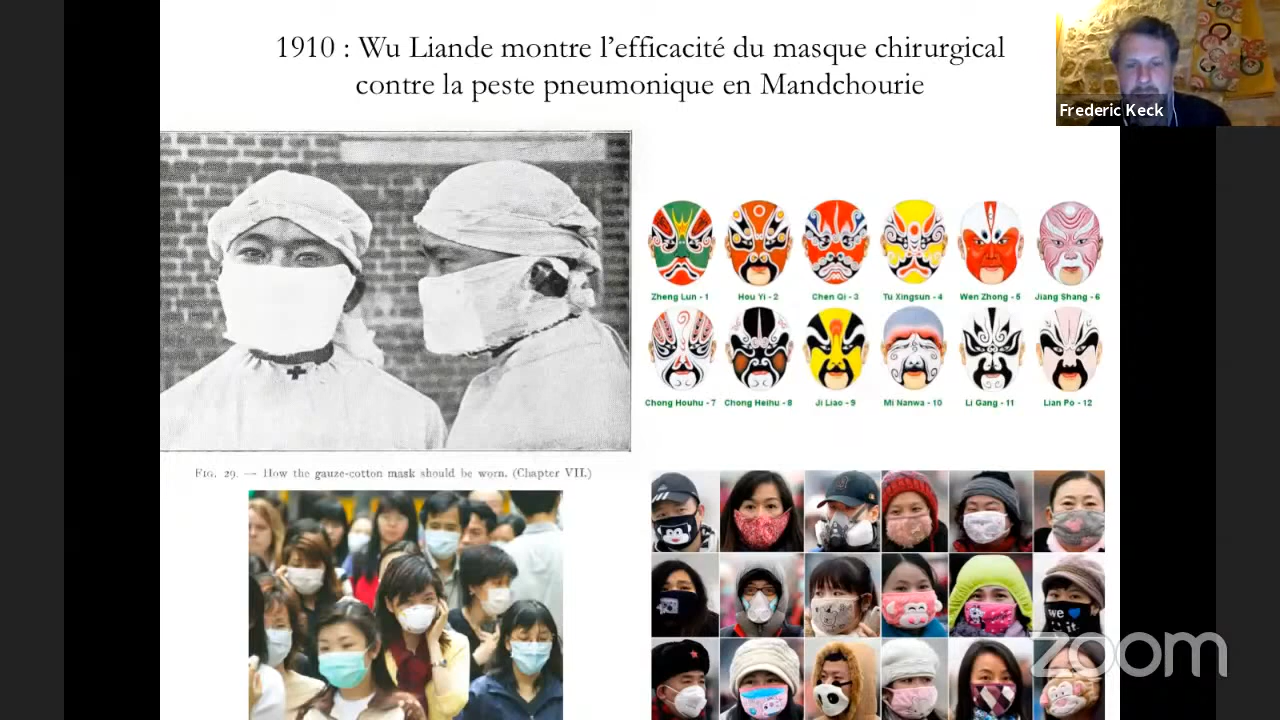 1910 : Wu Liande montre l’efficacité du masque chirurgical
contre la peste pneumonique en Mandchourie
Frederic Keck
Zheng Lun - 1
Hou Yi - 2
Chen Qi - 3
Tu Xingsun - 4
Wen Zhong - 5
Jiang Shang - 6
Chong Houhu - 7
Chong Heihu - 8
Ji Liao - 9
Mi Nanwa - 10
Li Gang - 11
Lian Po - 12
FIG. 29. — How the gauze-cotton mask should be worn. (Chapter VII.)
we
it
zoom